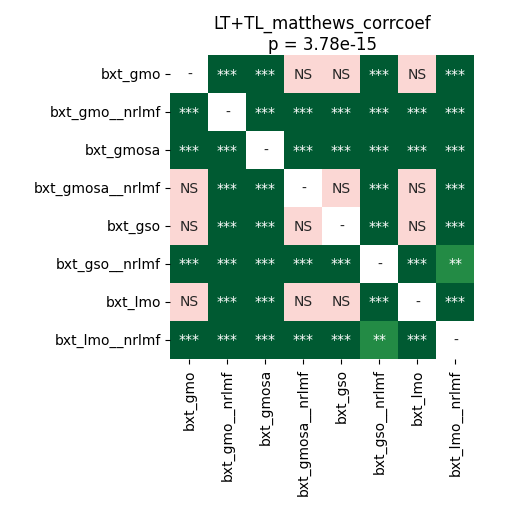 LT+TL_matthews_corrcoef
p = 3.78e-15
bxt_gmo - *** *** NS NS *** NS ***
bxt_gmo__nrlmf *** - *** *** *** *** *** ***
bxt_gmosa *** *** - *** *** *** *** ***
bxt_gmosa__nrlmf NS *** *** - NS *** NS ***
bxt_gso NS *** *** NS - *** NS ***
bxt_gso__nrlmf *** *** *** *** *** - *** **
bxt_lmo NS *** *** NS NS *** - ***
bxt_lmo__nrlmf *** *** *** *** *** ** *** -
bxt_gmo
bxt_gmo__nrlmf
bxt_gmosa
bxt_gmosa__nrlmf
bxt_gso
bxt_gso__nrlmf
bxt_lmo
bxt_lmo__nrlmf